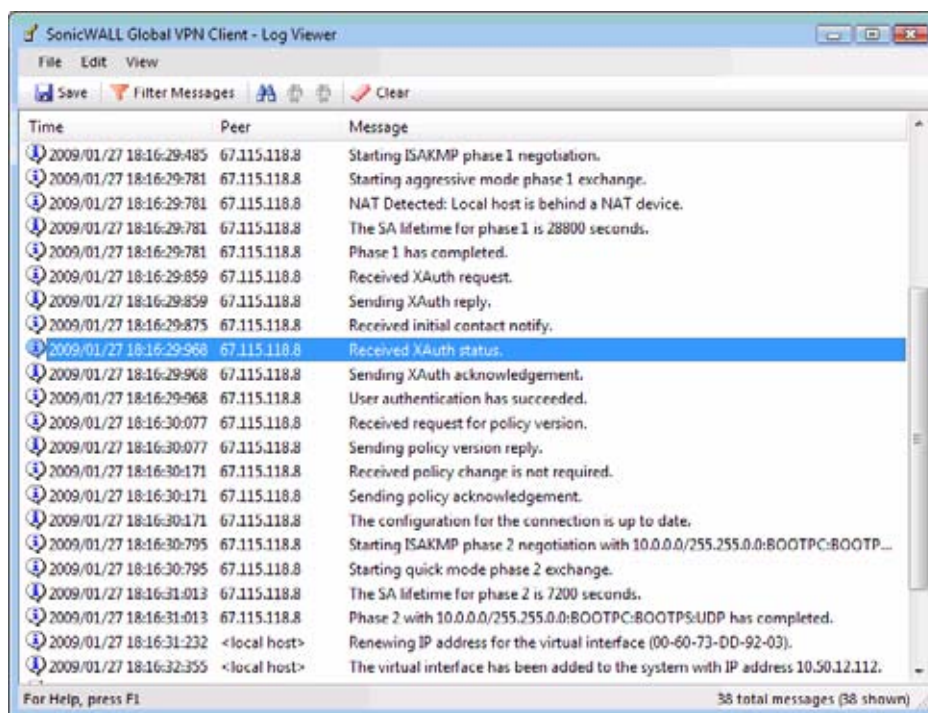 SonicWALL Global VPN Client - Log Viewer
File Edit View
Save Filter Messages Clear
Time Peer Message
2009/01/27 18:16:29:485 67.115.118.8 Starting ISAKMP phase 1 negotiation.
2009/01/27 18:16:29:781 67.115.118.8 Starting aggressive mode phase 1 exchange.
2009/01/27 18:16:29:781 67.115.118.8 NAT Detected: Local host is behind a NAT device.
2009/01/27 18:16:29:781 67.115.118.8 The SA lifetime for phase 1 is 28800 seconds.
2009/01/27 18:16:29:781 67.115.118.8 Phase 1 has completed.
2009/01/27 18:16:29:859 67.115.118.8 Received XAuth request.
2009/01/27 18:16:29:859 67.115.118.8 Sending XAuth reply.
2009/01/27 18:16:29:875 67.115.118.8 Received initial contact notify.
2009/01/27 18:16:29:968 67.115.118.8 Received XAuth status.
2009/01/27 18:16:29:968 67.115.118.8 Sending XAuth acknowledgement.
2009/01/27 18:16:29:968 67.115.118.8 User authentication has succeeded.
2009/01/27 18:16:30:077 67.115.118.8 Received request for policy version.
2009/01/27 18:16:30:077 67.115.118.8 Sending policy version reply.
2009/01/27 18:16:30:171 67.115.118.8 Received policy change is not required.
2009/01/27 18:16:30:171 67.115.118.8 Sending policy acknowledgement.
2009/01/27 18:16:30:171 67.115.118.8 The configuration for the connection is up to date.
2009/01/27 18:16:30:795 67.115.118.8 Starting ISAKMP phase 2 negotiation with 10.0.0.0/255.255.0.0:BOOTPC:BOOTP...
2009/01/27 18:16:30:795 67.115.118.8 Starting quick mode phase 2 exchange.
2009/01/27 18:16:31:013 67.115.118.8 The SA lifetime for phase 2 is 7200 seconds.
2009/01/27 18:16:31:013 67.115.118.8 Phase 2 with 10.0.0.0/255.255.0.0:BOOTPC:BOOTPS:UDP has completed.
2009/01/27 18:16:31:232 <local host> Renewing IP address for the virtual interface (00-60-73-DD-92-03).
2009/01/27 18:16:32:355 <local host> The virtual interface has been added to the system with IP address 10.50.12.112.
For Help, press F1 38 total messages (38 shown)